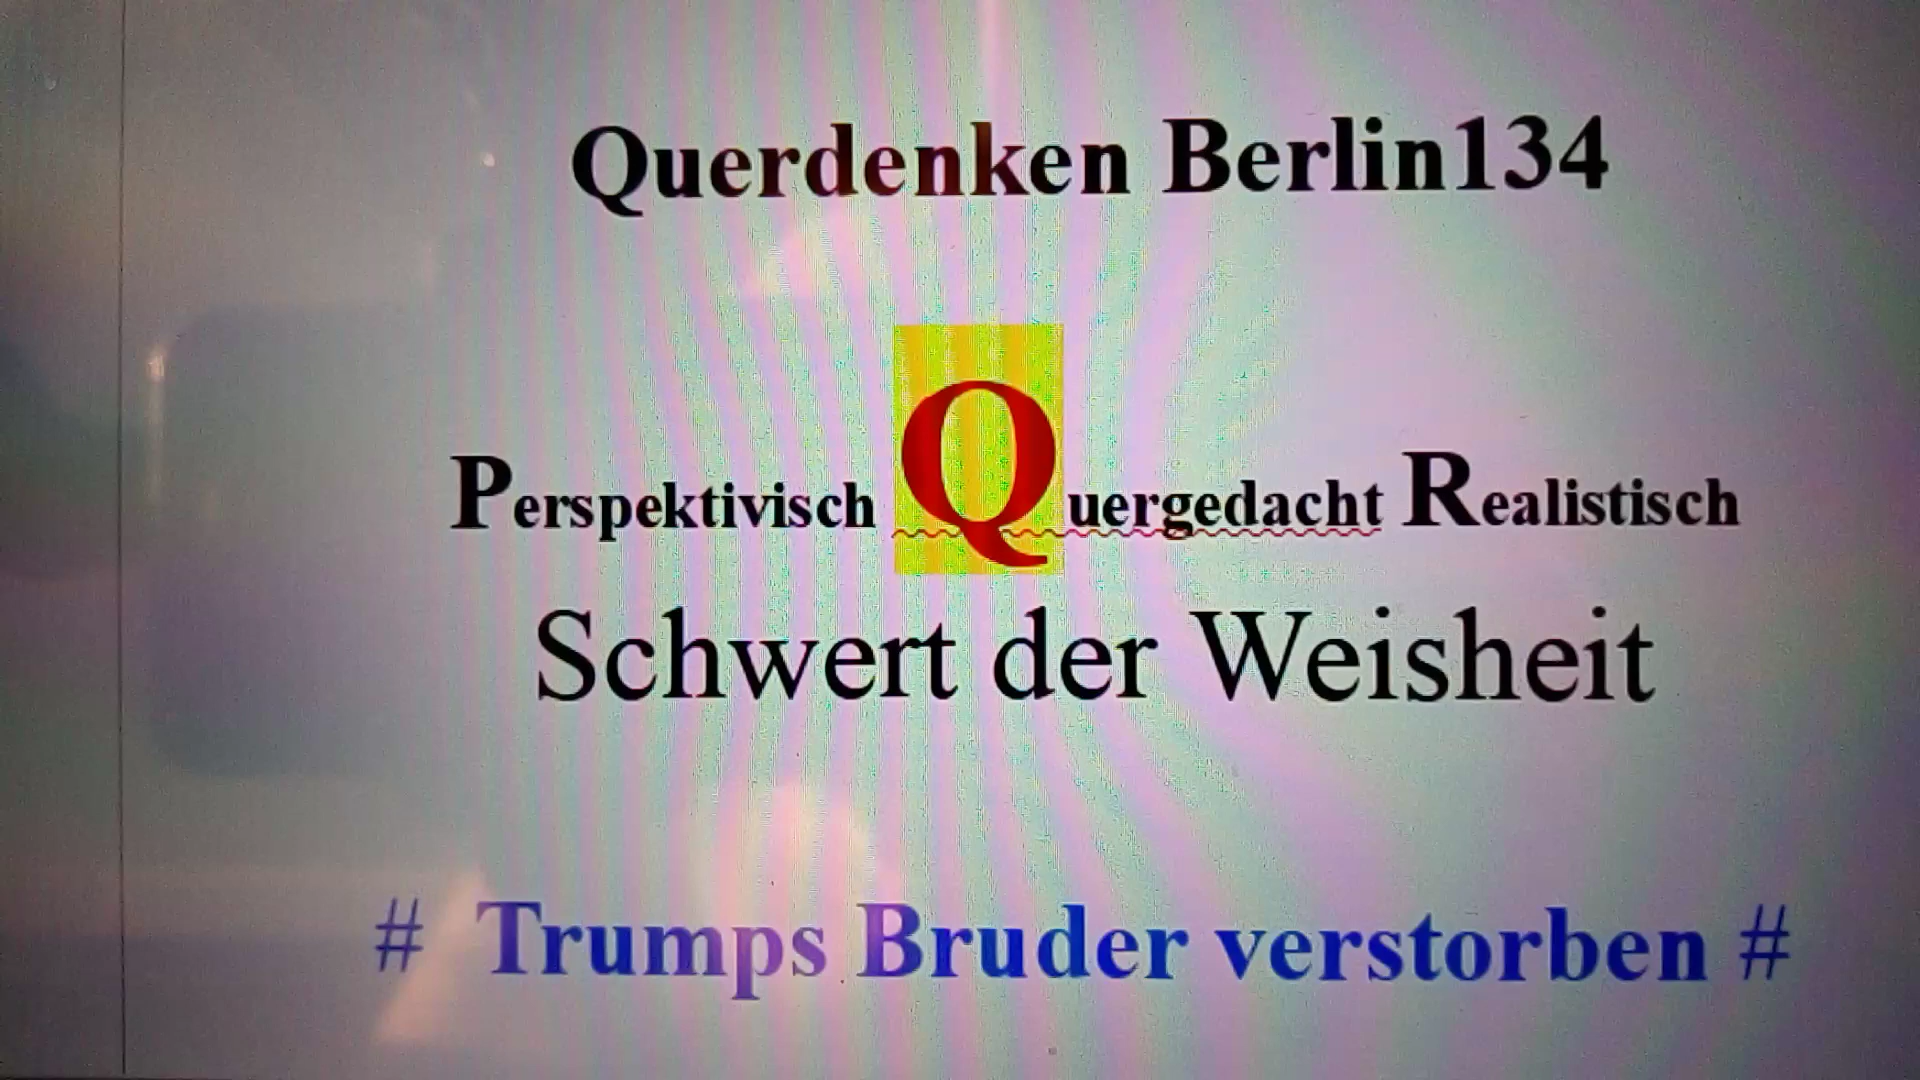 Querdenken Berlin134
Perspektivisch Quergedacht Realistisch
Schwert der Weisheit
# Trumps Bruder verstorben #